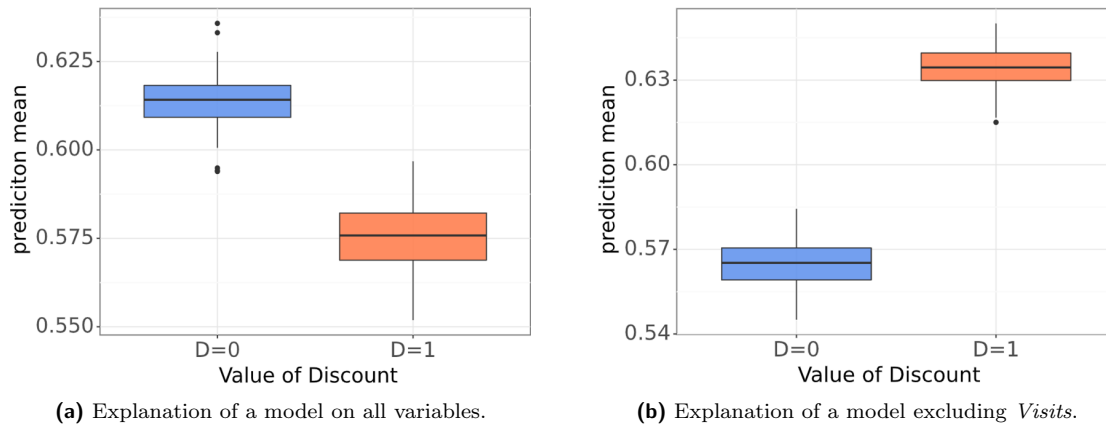 0.625
0.600
0.575
0.550
prediciton mean
D=0 D=1
Value of Discount
(a) Explanation of a model on all variables.
0.63
0.60
0.57
0.54
prediciton mean
D=0 D=1
Value of Discount
(b) Explanation of a model excluding Visits.